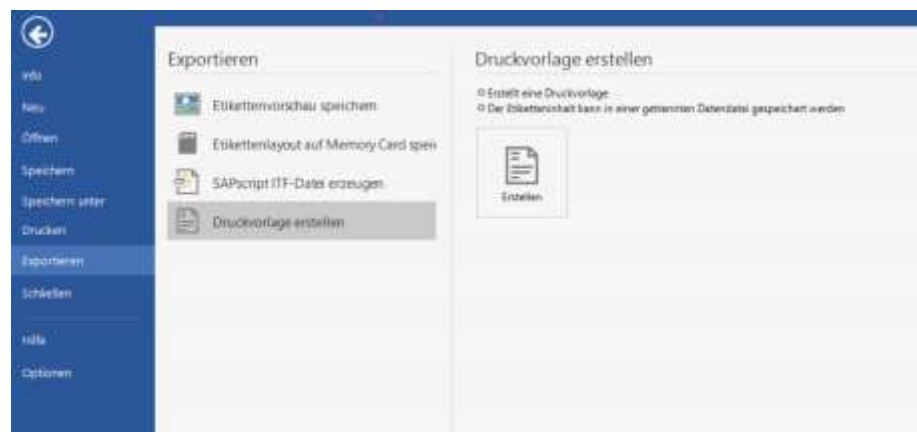 Info
Neu
Öffnen
Speichern
Speichern unter
Drucken
Exportieren
Schließen
Hilfe
Optionen
Exportieren
Etikettenvorschau speichern
Etikettenlayout auf Memory Card speic
SAPscript ITF-Datei erzeugen
Druckvorlage erstellen
Druckvorlage erstellen
Erstellt eine Druckvorlage
Der Etiketteninhalt kann in einer getrennten Datendatei gespeichert werden
Erstellen